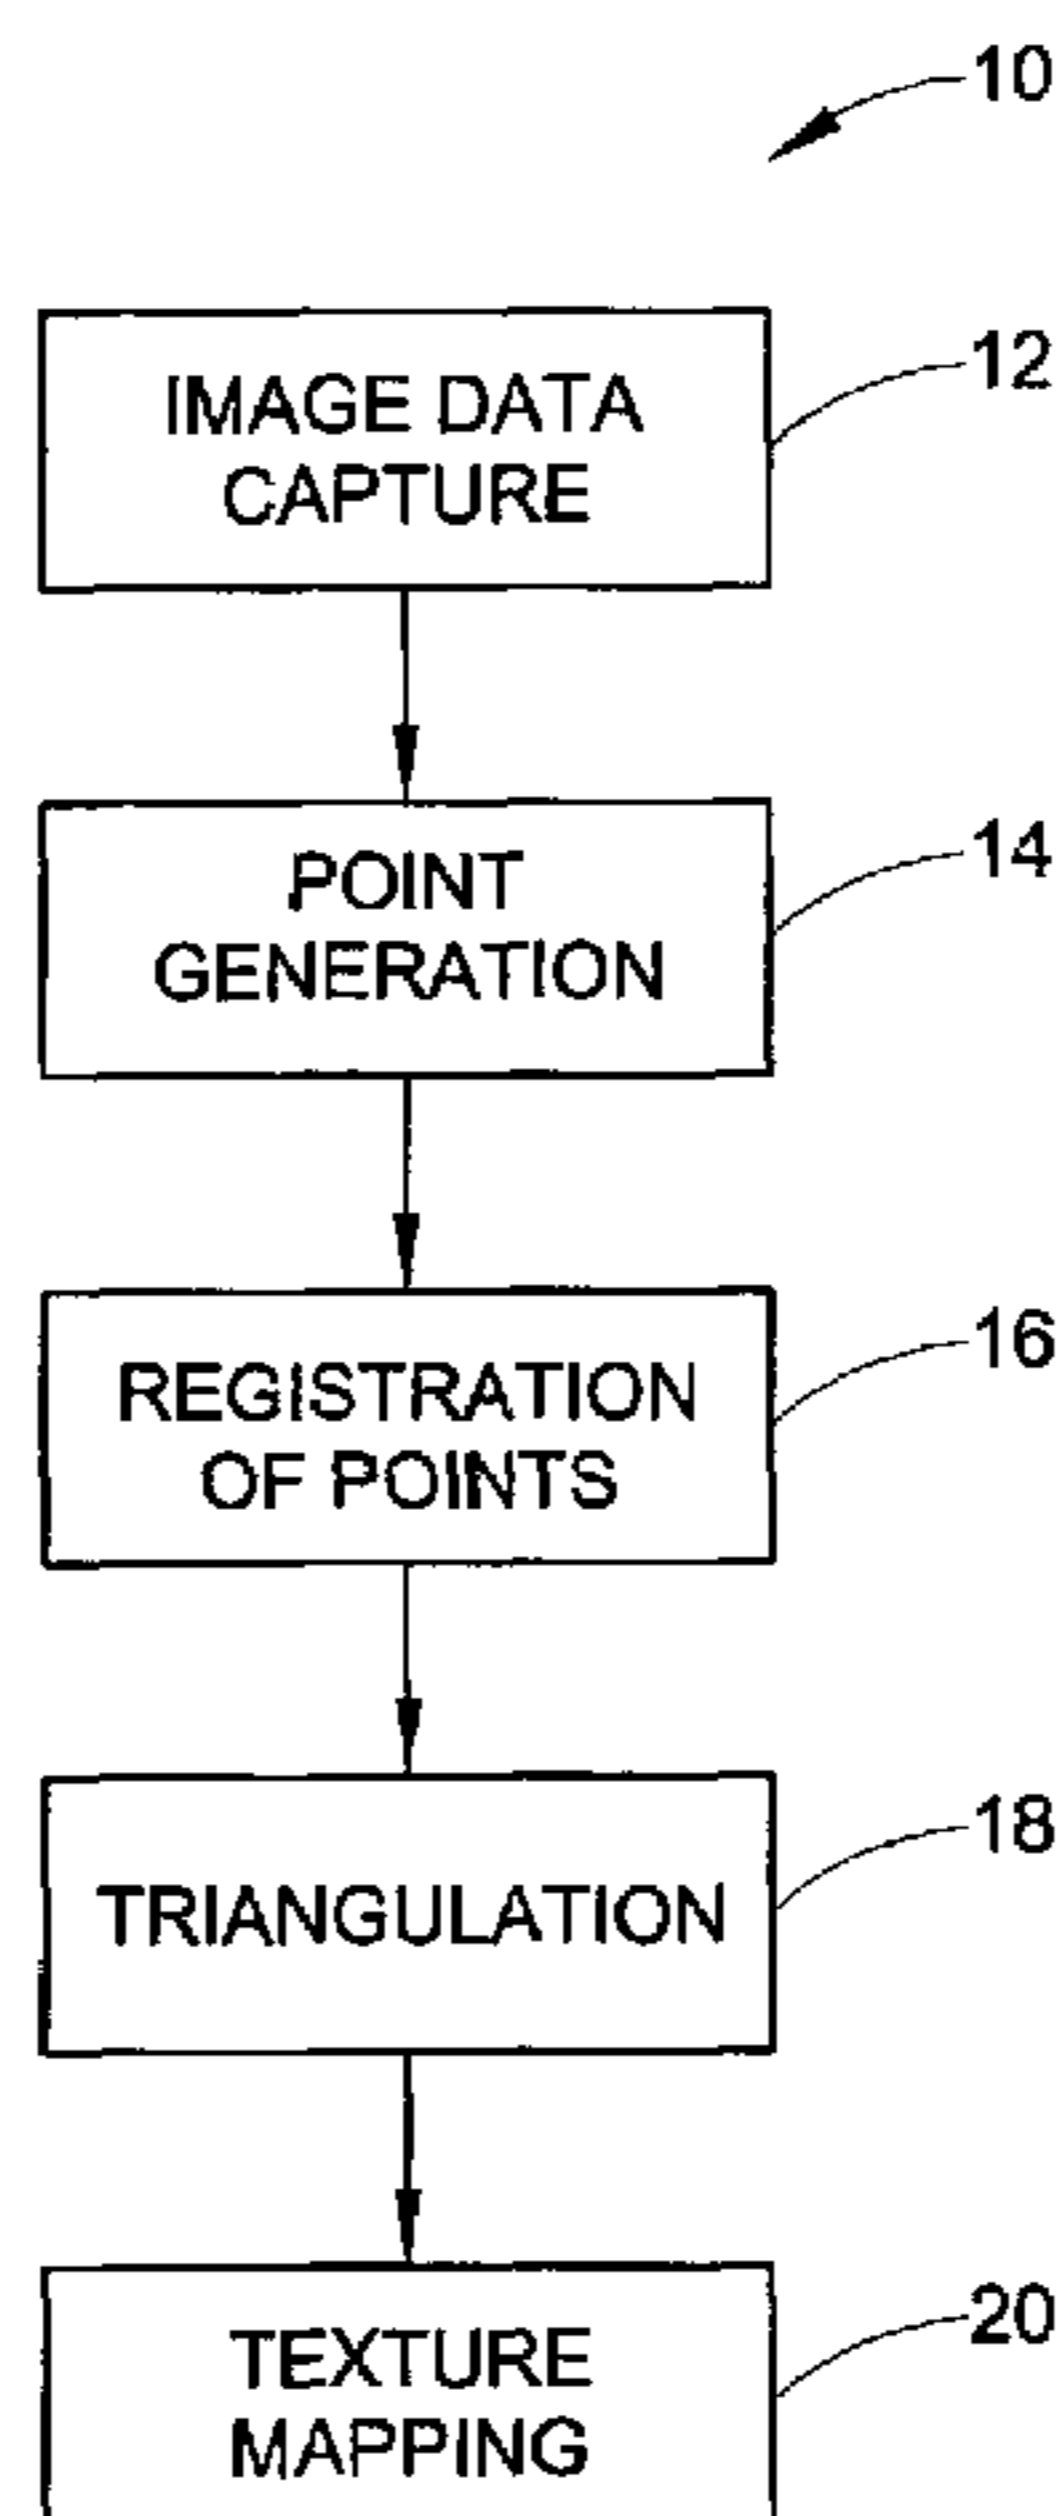 10
IMAGE DATA
CAPTURE
12
POINT
GENERATION
14
REGISTRATION
OF POINTS
16
TRIANGULATION
18
TEXTURE
MAPPING
20